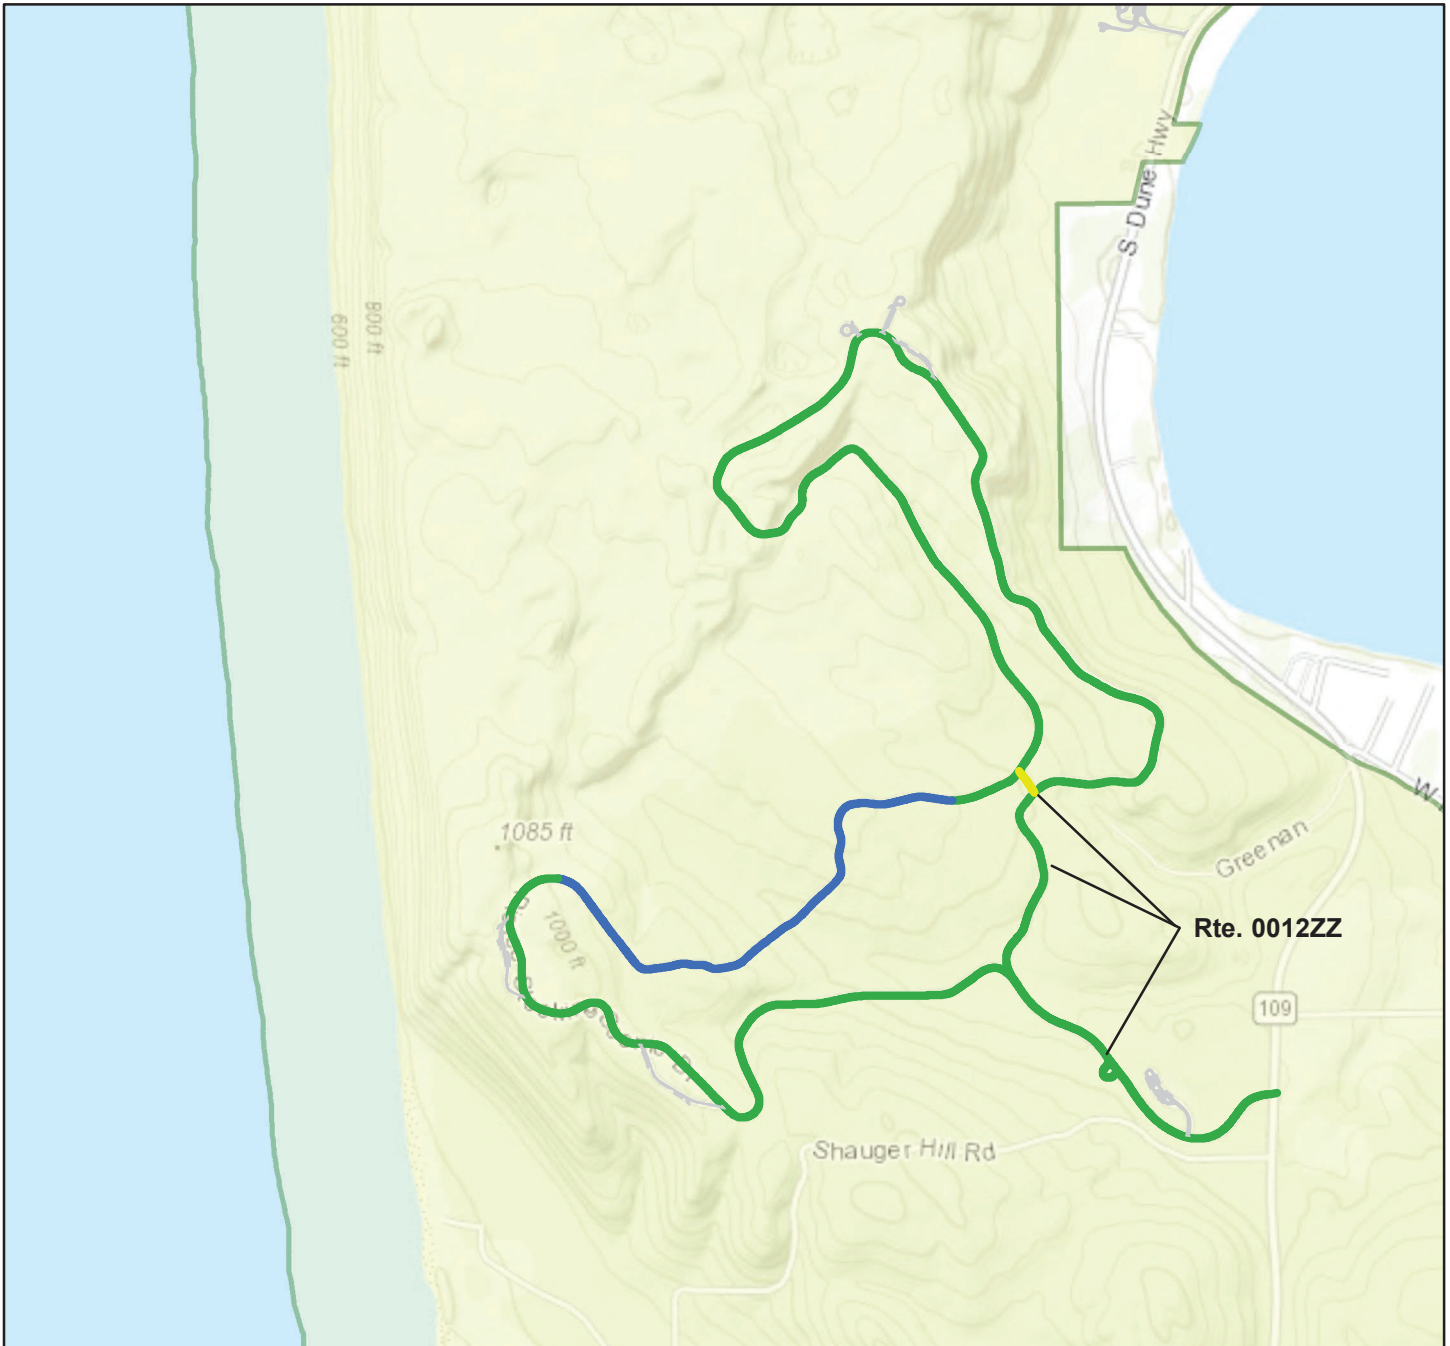 S Dune Hwy
600 ft
800 ft
W
1085 ft
Greenan
1000 ft
Rte. 0012ZZ
109
Shauger Hill Rd